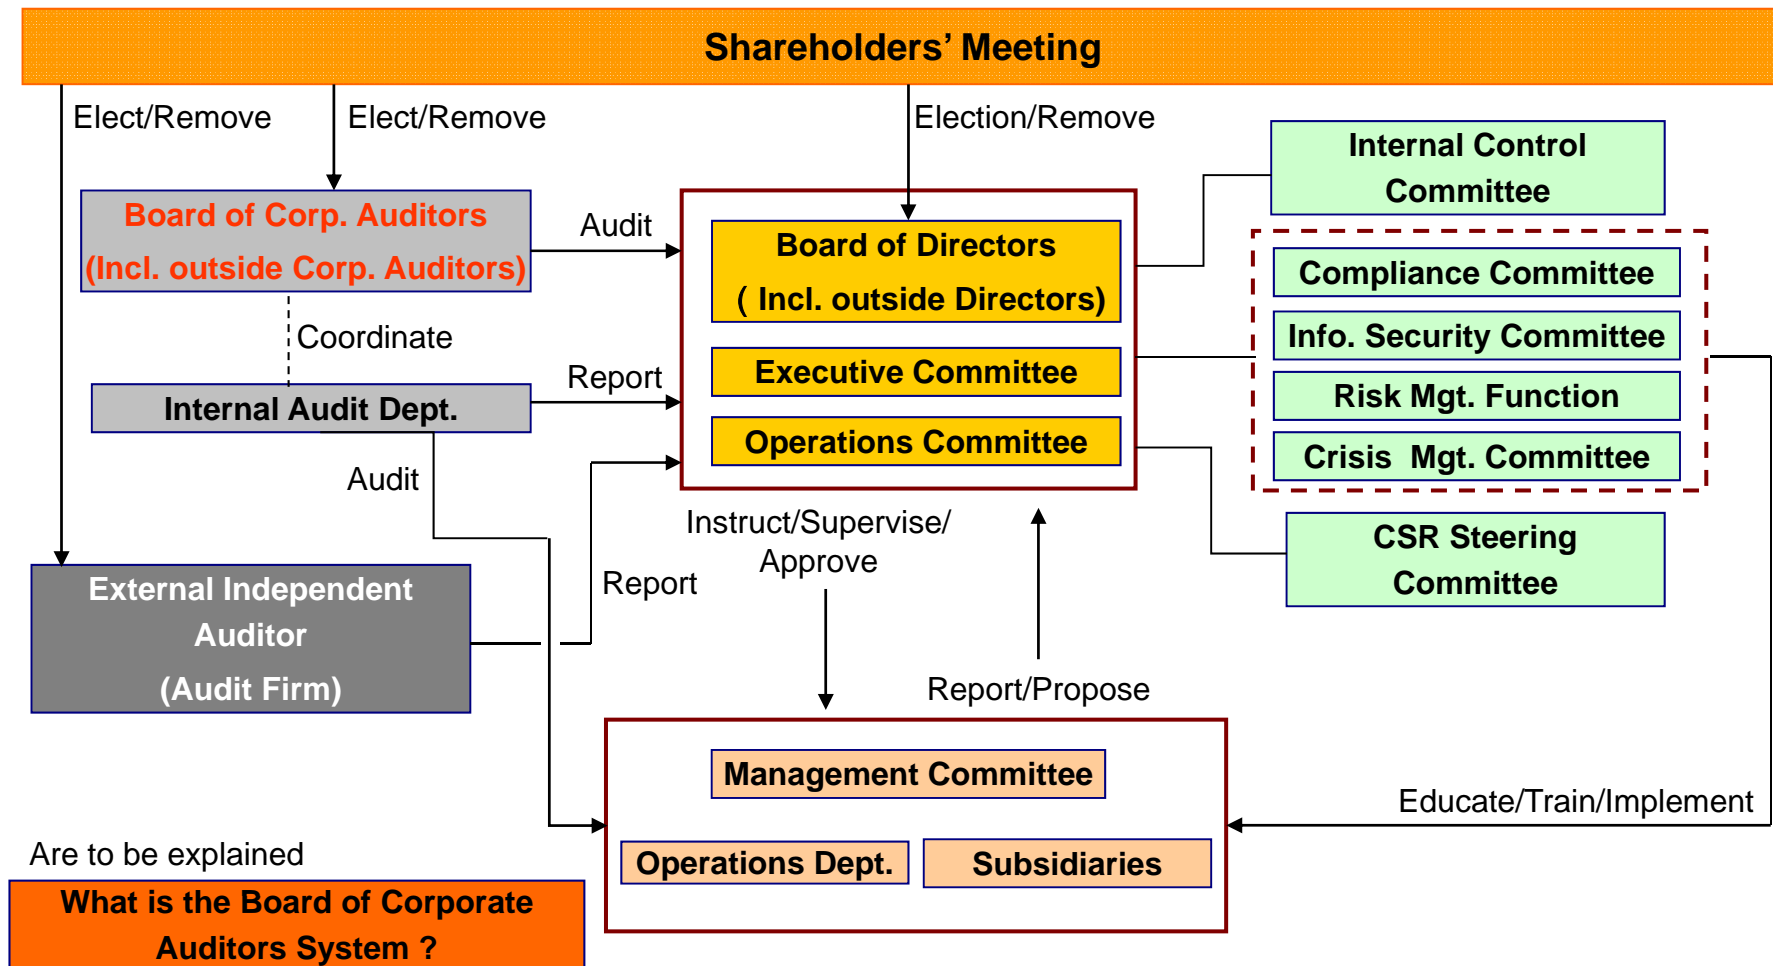 Shareholders’ Meeting
Elect/Remove
Elect/Remove
Election/Remove
Internal Control
Committee
Board of Corp. Auditors
(Incl. outside Corp. Auditors)
Audit
Board of Directors
( Incl. outside Directors)
Compliance Committee
Info. Security Committee
Risk Mgt. Function
Crisis Mgt. Committee
Coordinate
Report
Executive Committee
Internal Audit Dept.
Operations Committee
Audit
Instruct/Supervise/
Approve
CSR Steering
Committee
External Independent
Auditor
(Audit Firm)
Report
Report/Propose
Management Committee
Educate/Train/Implement
Operations Dept.
Subsidiaries
Are to be explained
What is the Board of Corporate
Auditors System ?